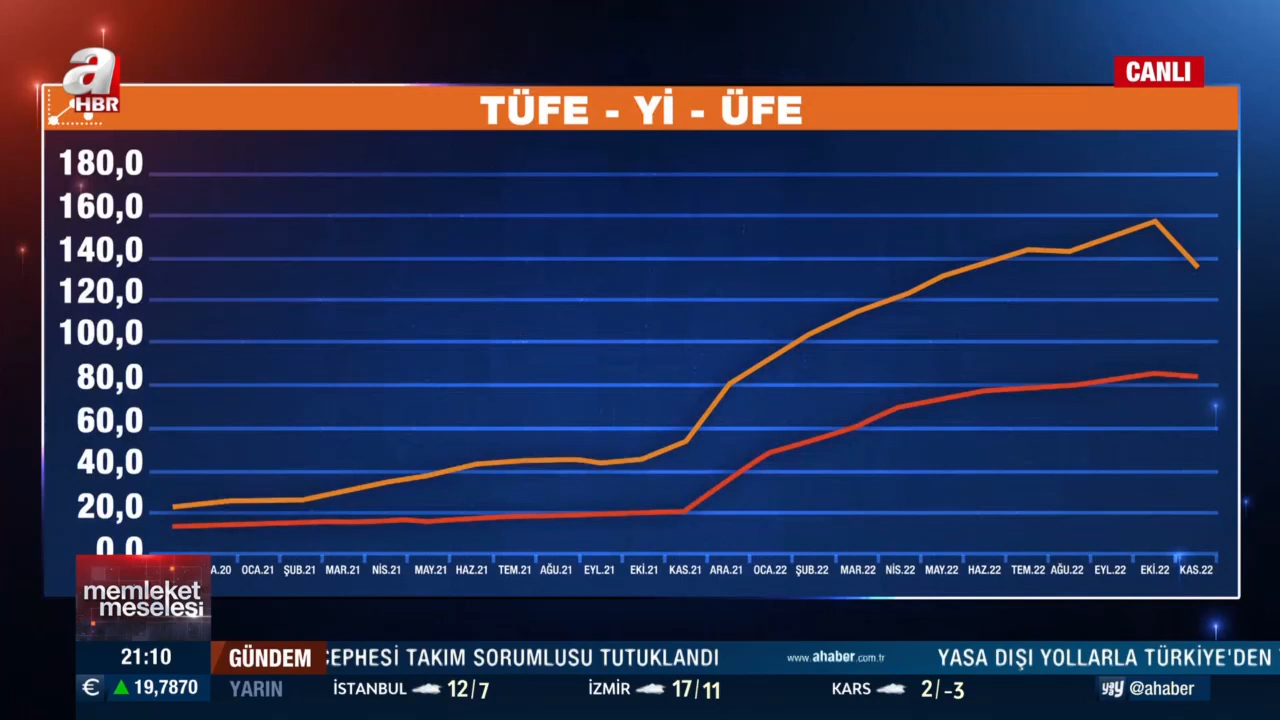 a
HBR
CANLI
TÜFE - Yİ - ÜFE
180,0
160,0
140,0
120,0
100,0
80,0
60,0
40,0
20,0
0,0
A.20 OCA.21 ŞUB.21 MAR.21 NİS.21 MAY.21 HAZ.21 TEM.21 AĞU.21 EYL.21 EKİ.21 KAS.21 ARA.21 OCA.22 ŞUB.22 MAR.22 NİS.22 MAY.22 HAZ.22 TEM.22 AĞU.22 EYL.22 EKİ.22 KAS.22
memleket
meselesi
21:10 GÜNDEM CEPHESİ TAKIM SORUMLUSU TUTUKLANDI www.ahaber.com.tr YASA DIŞI YOLLARLA TÜRKİYE'DEN
€ 19,7870 YARIN İSTANBUL 12/7 İZMİR 17/11 KARS 2/-3 @ahaber